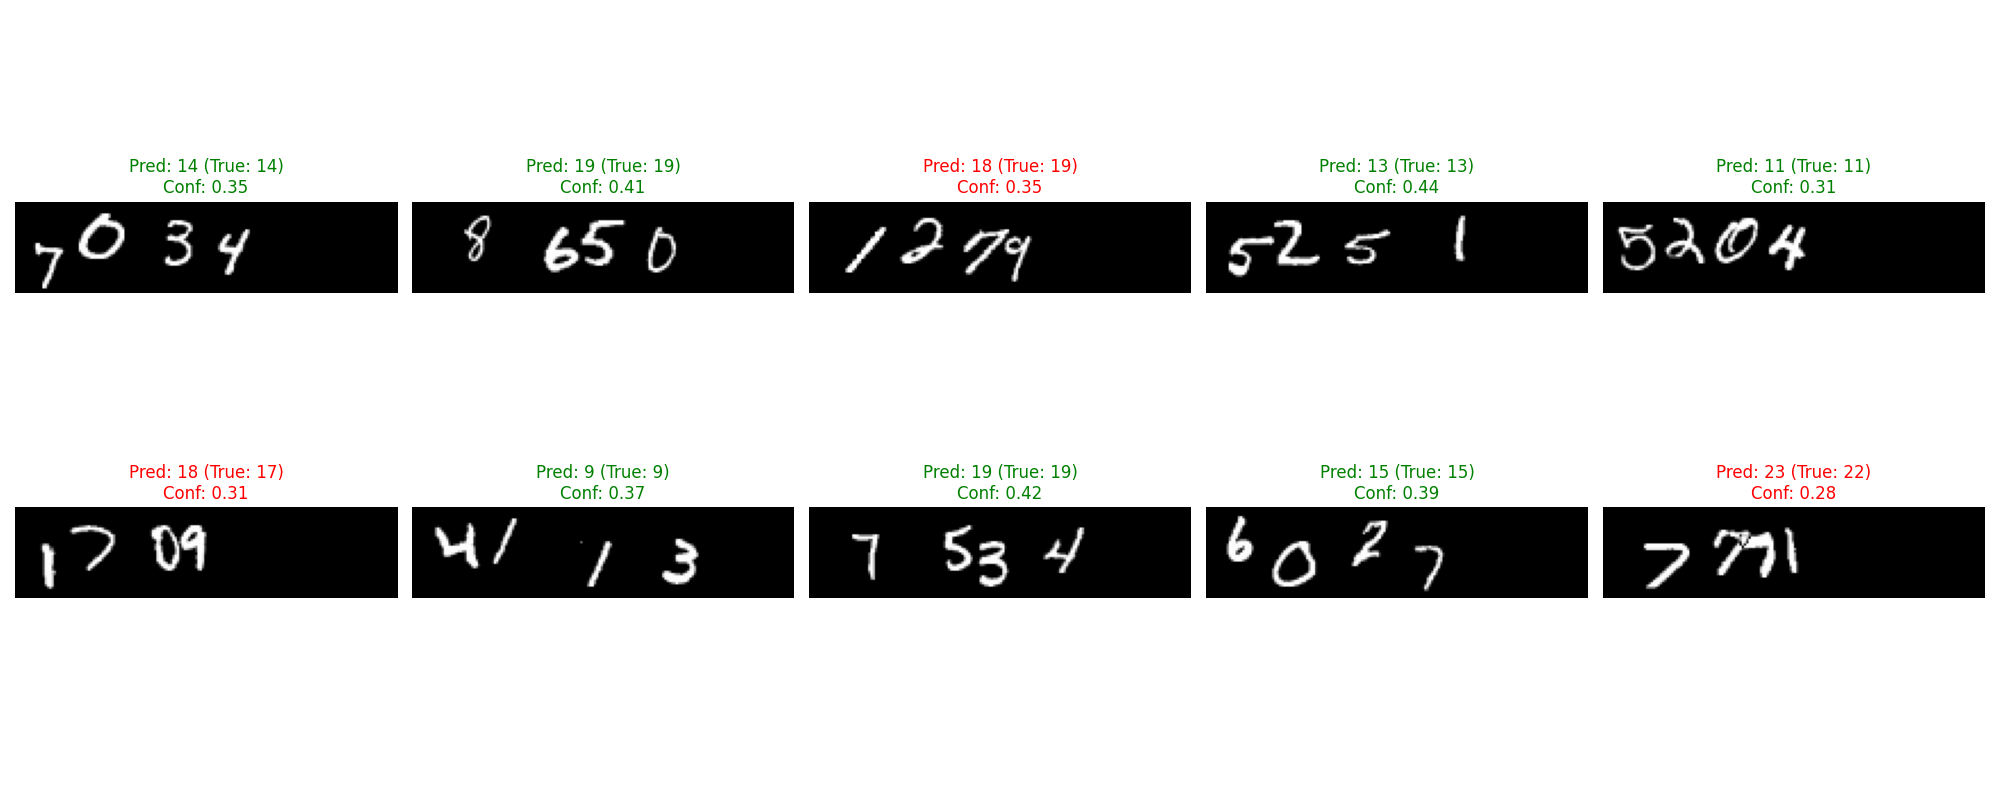 Pred: 14 (True: 14)
Conf: 0.35
7 0 3 4
Pred: 19 (True: 19)
Conf: 0.41
8 6 5 0
Pred: 18 (True: 19)
Conf: 0.35
1 2 7 9
Pred: 13 (True: 13)
Conf: 0.44
5 2 5 1
Pred: 11 (True: 11)
Conf: 0.31
5 2 0 4
Pred: 18 (True: 17)
Conf: 0.31
1 7 0 9
Pred: 9 (True: 9)
Conf: 0.37
4 1 1 3
Pred: 19 (True: 19)
Conf: 0.42
7 5 3 4
Pred: 15 (True: 15)
Conf: 0.39
6 0 2 7
Pred: 23 (True: 22)
Conf: 0.28
7 7 7 1